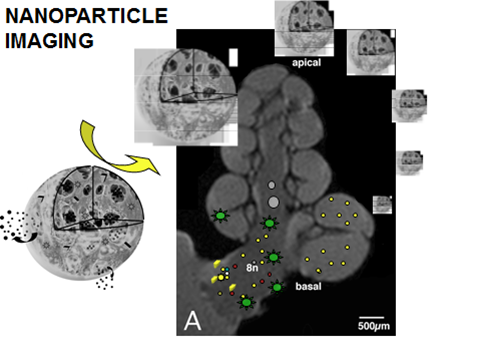 NANOPARTICLE
IMAGING
apical
8n
basal
A
500µm